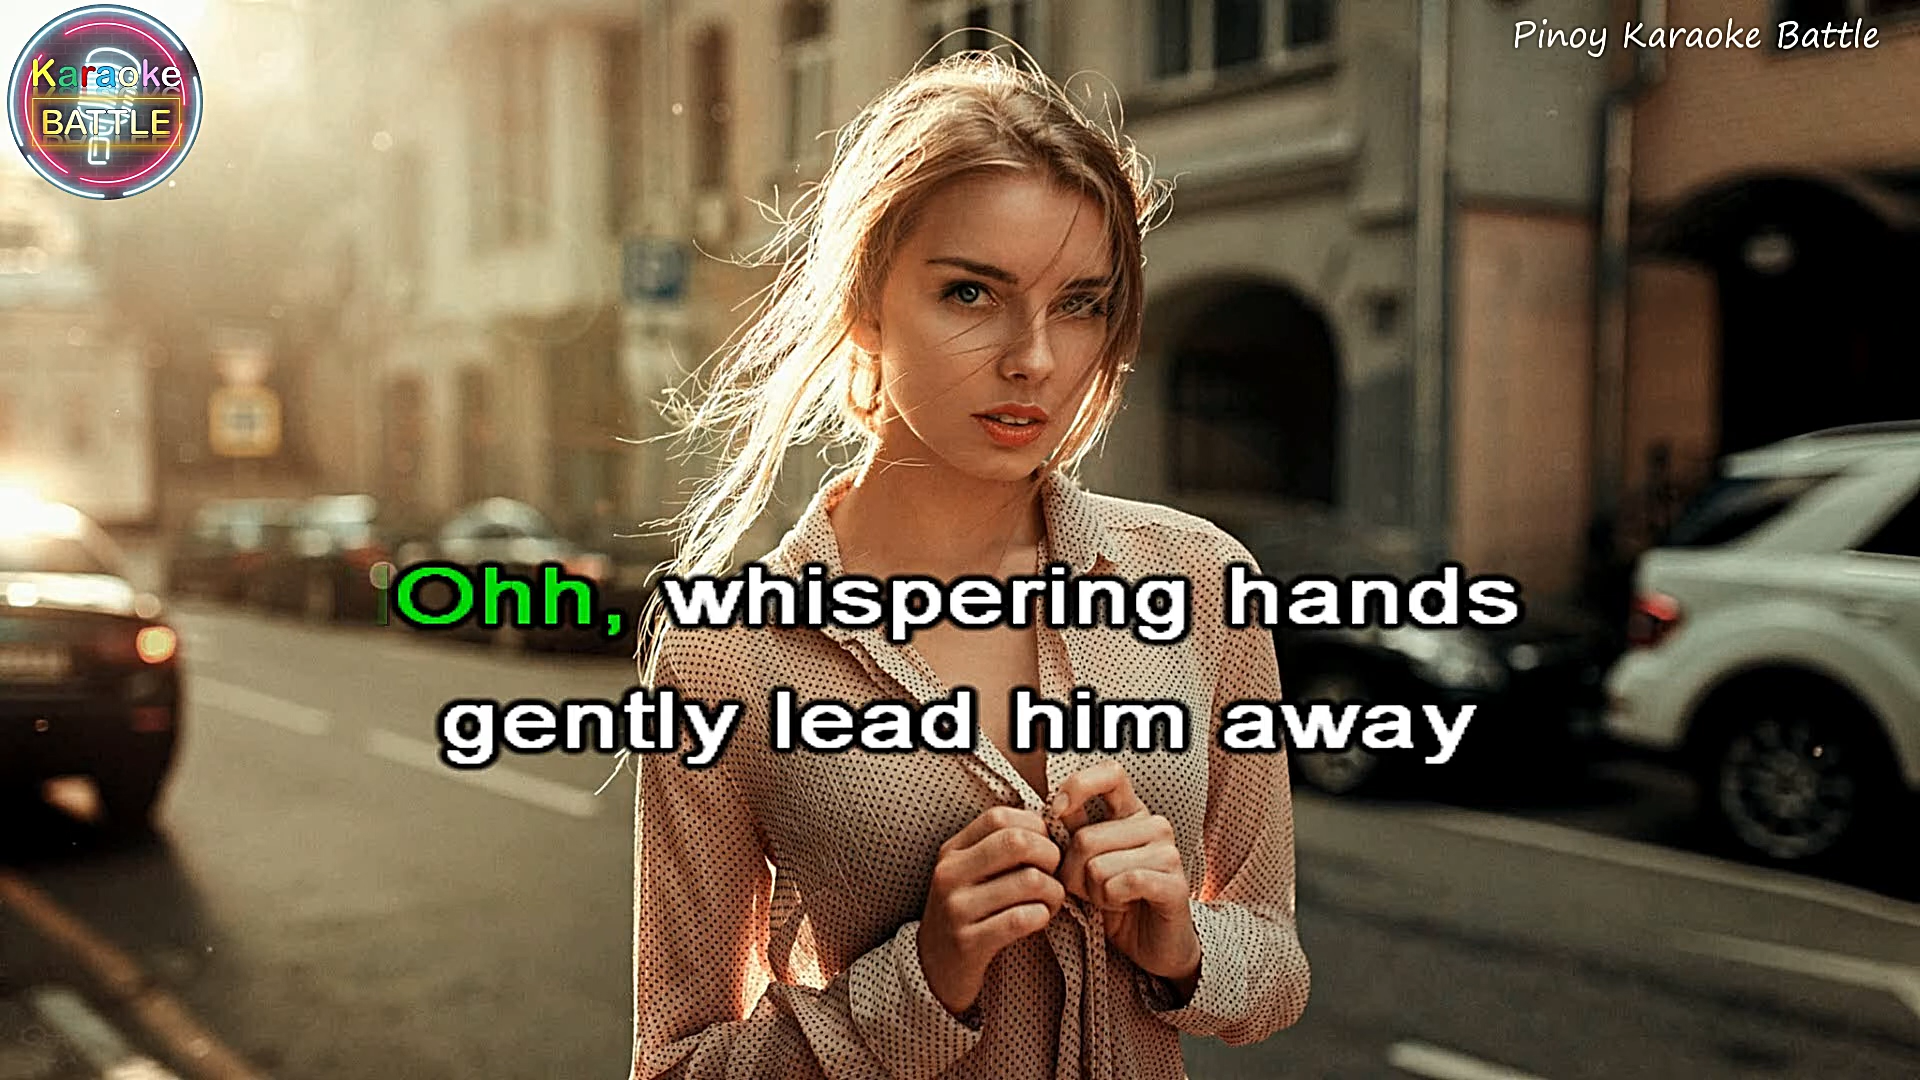 Karaoke
BATTLE
Pinoy Karaoke Battle
Ohh, whispering hands
gently lead him away